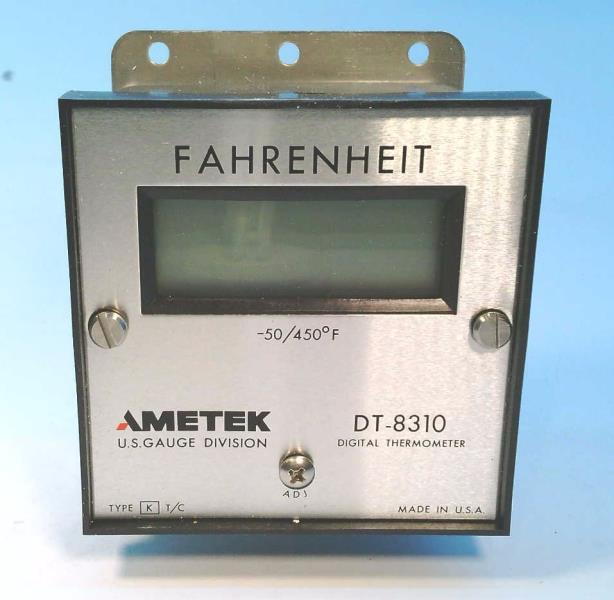 FAHRENHEIT
-50/450°F
AMETEK
U.S. GAUGE DIVISION
DT-8310
DIGITAL THERMOMETER
ADJ
TYPE K T/C
MADE IN U.S.A.